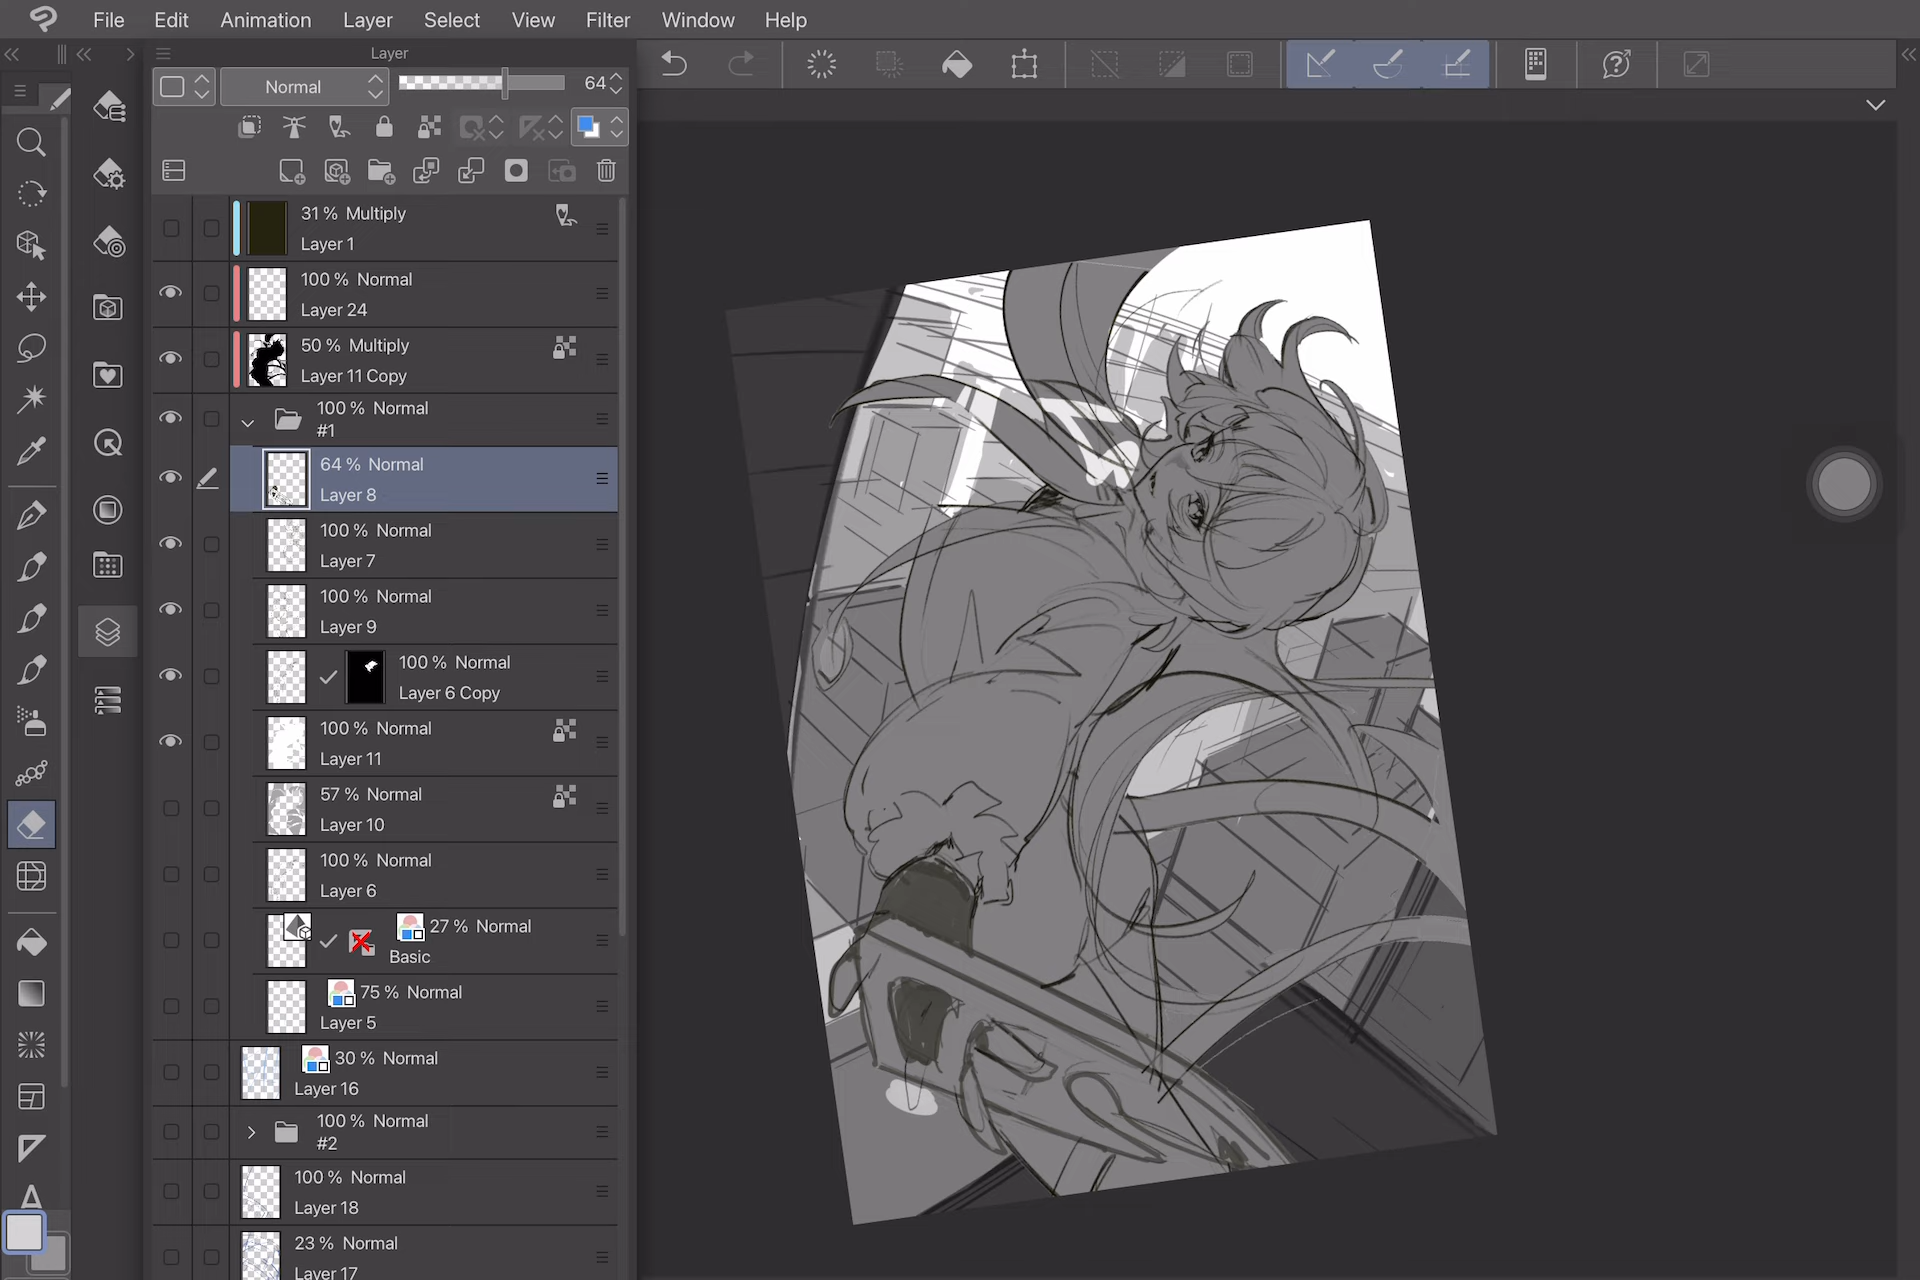 File Edit Animation Layer Select View Filter Window Help
Layer
Normal 64
31 % Multiply
Layer 1
100 % Normal
Layer 24
50 % Multiply
Layer 11 Copy
100 % Normal
#1
64 % Normal
Layer 8
100 % Normal
Layer 7
100 % Normal
Layer 9
100 % Normal
Layer 6 Copy
100 % Normal
Layer 11
57 % Normal
Layer 10
100 % Normal
Layer 6
27 % Normal
Basic
75 % Normal
Layer 5
30 % Normal
Layer 16
100 % Normal
#2
100 % Normal
Layer 18
23 % Normal
Layer 17